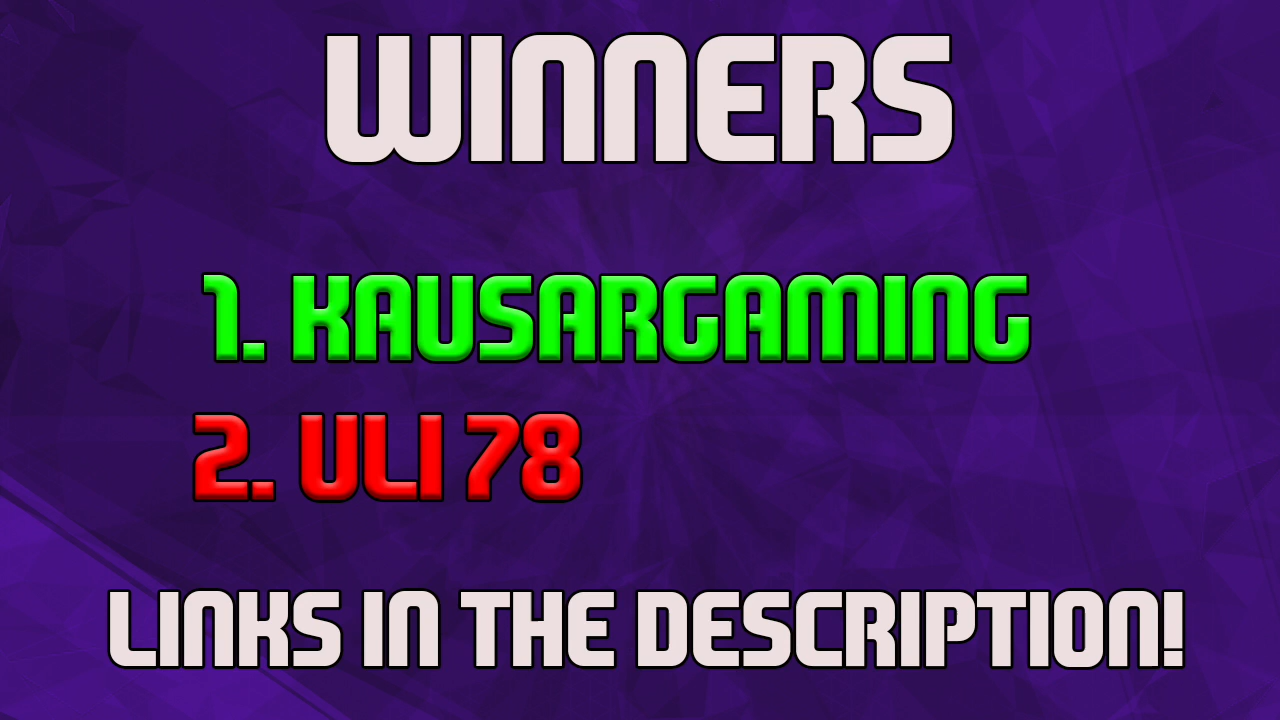 WINNERS
1. KAUSARGAMING
2. ULI 78
LINKS IN THE DESCRIPTION!